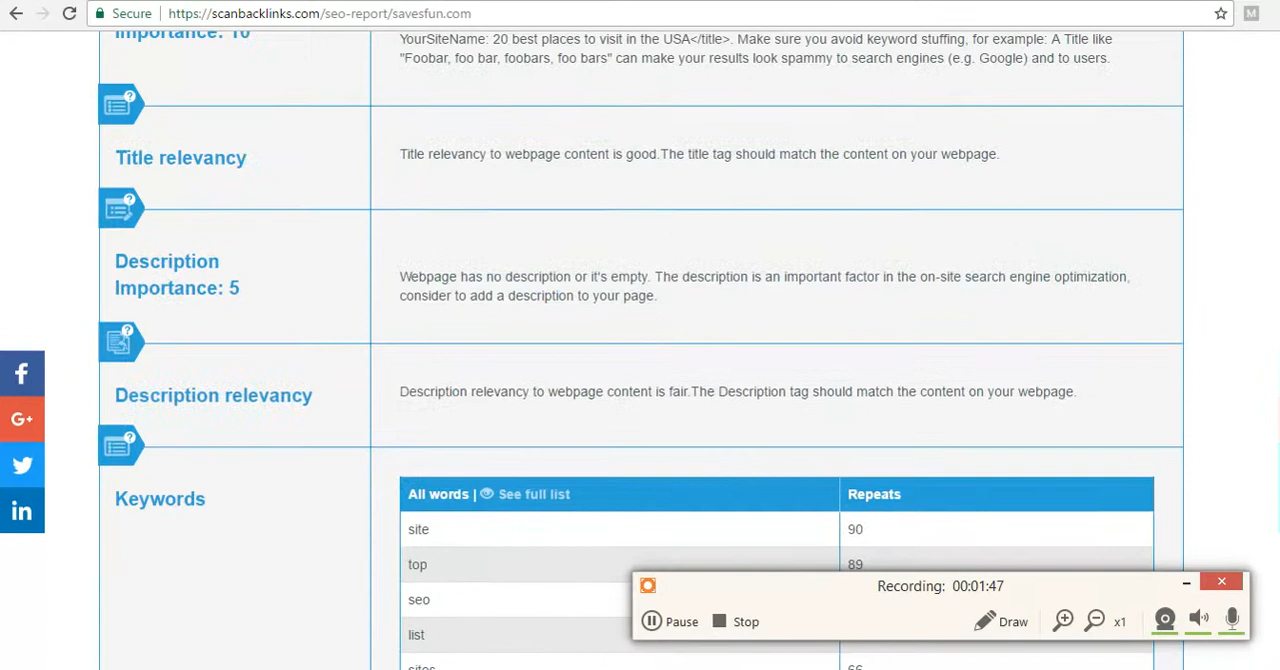 Secure | https://scanbacklinks.com/seo-report/savesfun.com
M
Importance: 10
YourSiteName: 20 best places to visit in the USA</title>. Make sure you avoid keyword stuffing, for example: A Title like
"Foobar, foo bar, foobars, foo bars" can make your results look spammy to search engines (e.g. Google) and to users.
?
Title relevancy
Title relevancy to webpage content is good.The title tag should match the content on your webpage.
?
Description
Importance: 5
Webpage has no description or it's empty. The description is an important factor in the on-site search engine optimization,
consider to add a description to your page.
?
f
Description relevancy
Description relevancy to webpage content is fair.The Description tag should match the content on your webpage.
G+
?
in
Keywords
All words | See full list
Repeats
site
90
top
89
seo
list
sites
66
Recording: 00:01:47
Pause
Stop
Draw
x1